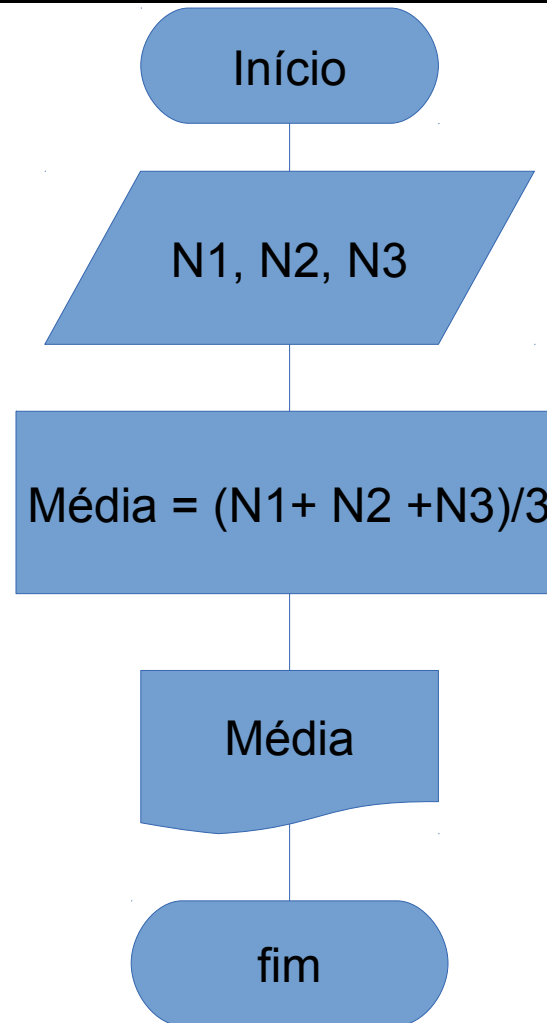 Início
N1, N2, N3
Média = (N1+ N2 +N3)/3
Média
fim